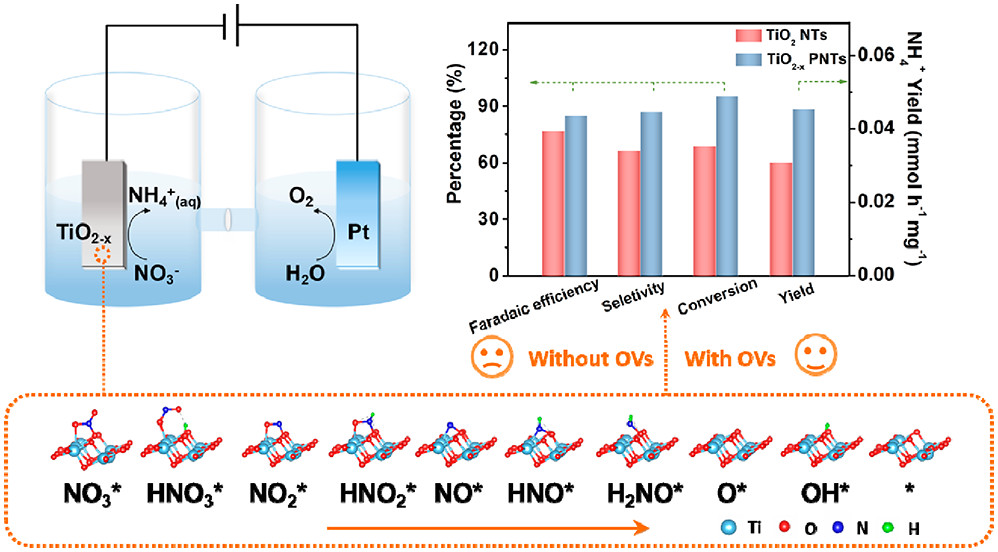 NH4+(aq)
TiO2-x
NO3-
O2
Pt
H2O
TiO2 NTs
TiO2-x PNTs
Percentage (%)
120
90
60
30
0
NH4+ Yield (mmol h-1 mg-1)
0.06
0.04
0.02
0.00
Faradaic efficiency
Seletivity
Conversion
Yield
Without OVs
With OVs
NO3* HNO3* NO2* HNO2* NO* HNO* H2NO* O* OH* *
Ti O N H